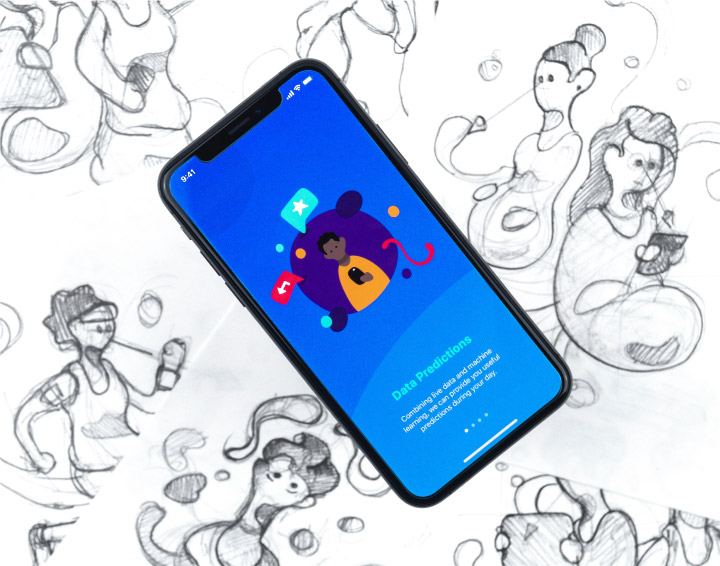 9:41
Data Predictions
Combining live data and machine
learning, we can provide you useful
predictions during your day.